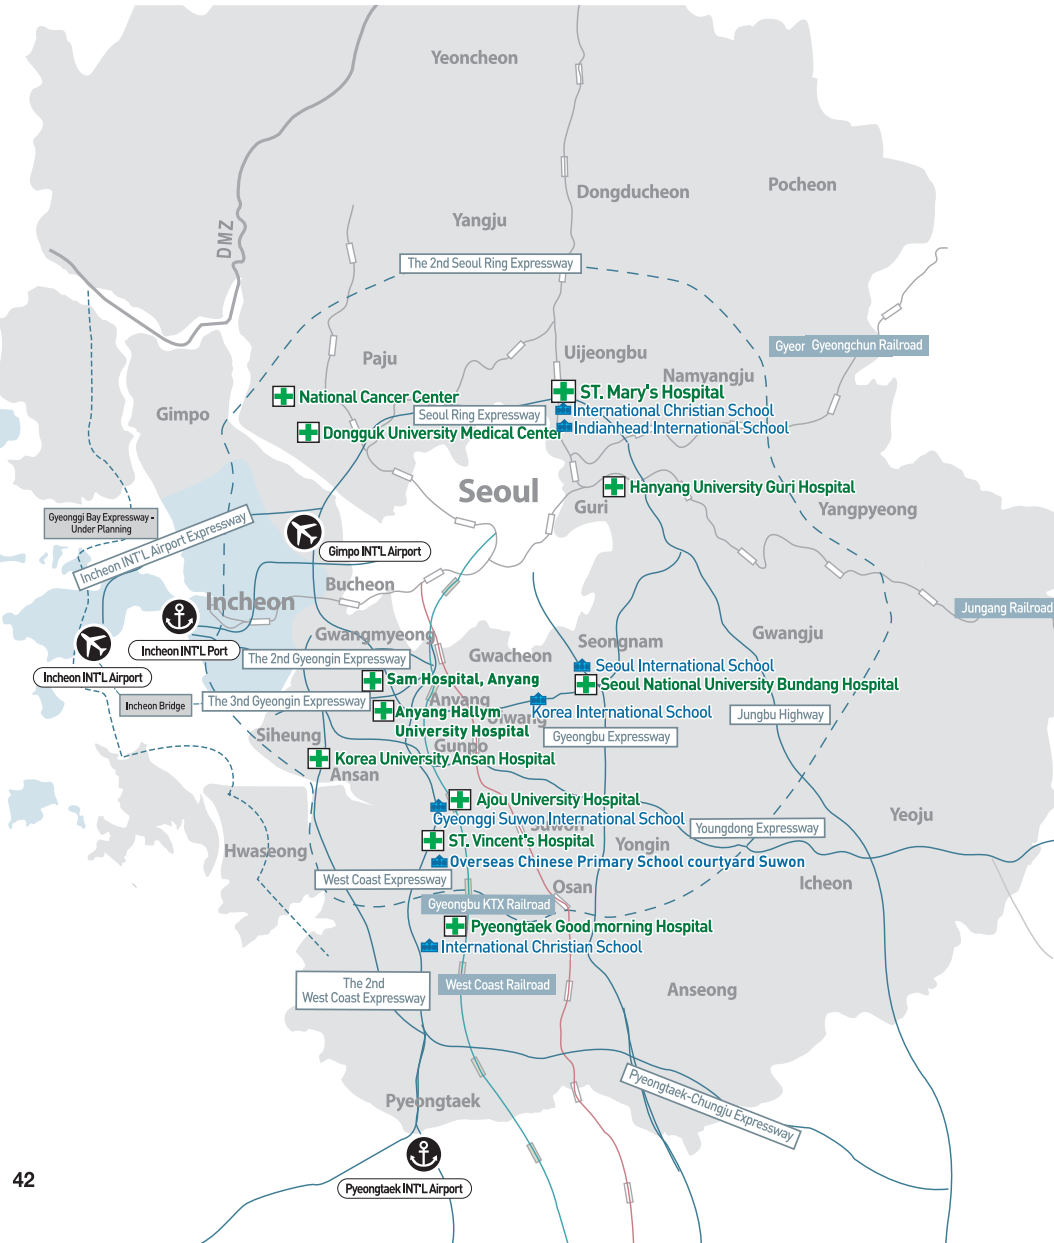 Yeoncheon
Pocheon
Dongducheon
Yangju
DMZ
The 2nd Seoul Ring Expressway
Gyeor
Gyeongchun Railroad
Uijeongbu
Paju
Namyangju
National Cancer Center
ST. Mary's Hospital
Gimpo
Seoul Ring Expressway
International Christian School
Indianhead International School
Dongguk University Medical Center
Seoul
Hanyang University Guri Hospital
Guri
Yangpyeong
Gyeonggi Bay Expressway -
Under Planning
Incheon INT'L Airport Expressway
Gimpo INT'L Airport
Bucheon
Incheon
Jungang Railroad
Gwangmyeong
Gwacheon
Seongnam
Gwangju
Incheon INT'L Port
The 2nd Gyeongin Expressway
Seoul International School
Incheon INT'L Airport
Sam Hospital, Anyang
Seoul National University Bundang Hospital
Incheon Bridge
The 3rd Gyeongin Expressway
Anyang
Anyang Hallym
University Hospital
Uiwang
Korea International School
Jungbu Highway
Siheung
Gyeongbu Expressway
Gunpo
Korea University Ansan Hospital
Ansan
Ajou University Hospital
Gyeonggi Suwon International School
Suwon
Yeoju
Youngdong Expressway
ST. Vincent's Hospital
Yongin
Hwaseong
Overseas Chinese Primary School courtyard Suwon
West Coast Expressway
Osan
Icheon
Gyeongbu KTX Railroad
Pyeongtaek Good morning Hospital
International Christian School
The 2nd
West Coast Expressway
West Coast Railroad
Anseong
Pyeongtaek-Chungju Expressway
Pyeongtaek
42
Pyeongtaek INT'L Airport